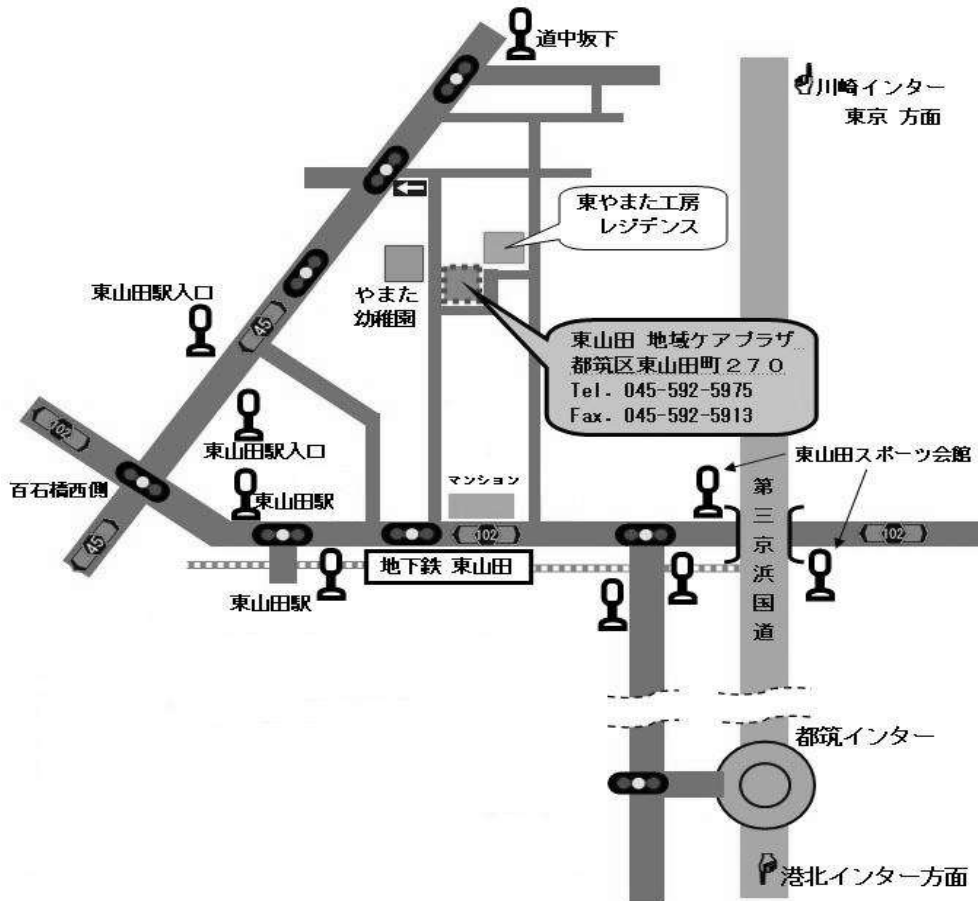 道中坂下
川崎インター
東京 方面
東やまた工房
レジデンス
やまた
幼稚園
東山田駅入口
45
東山田 地域ケアプラザ
都筑区東山田町270
Tel. 045-592-5975
Fax. 045-592-5913
102
東山田駅入口
東山田スポーツ会館
百石橋西側
東山田駅
マンション
第三京浜国道
45
102
102
地下鉄 東山田
東山田駅
都筑インター
港北インター方面